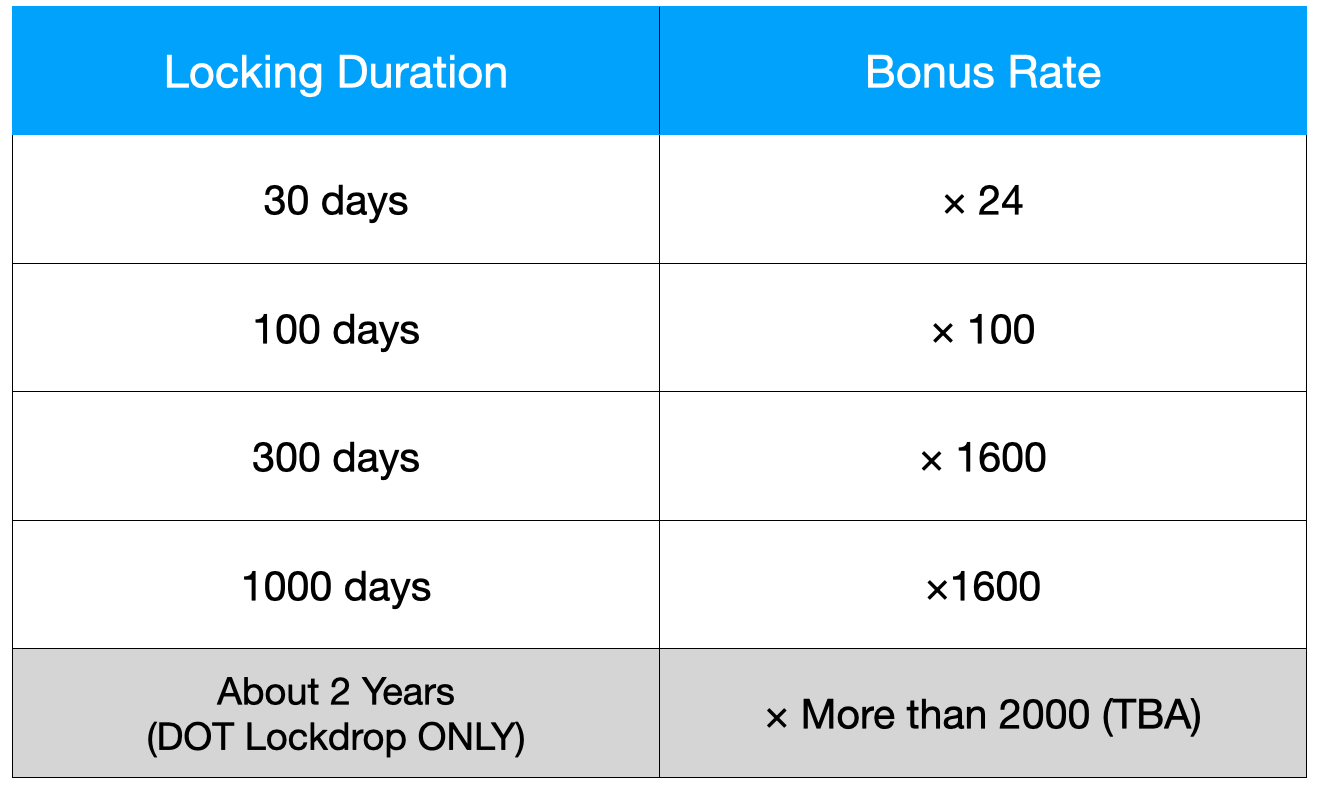 Locking Duration
Bonus Rate
30 days
× 24
100 days
× 100
300 days
× 1600
1000 days
×1600
About 2 Years
(DOT Lockdrop ONLY)
× More than 2000 (TBA)